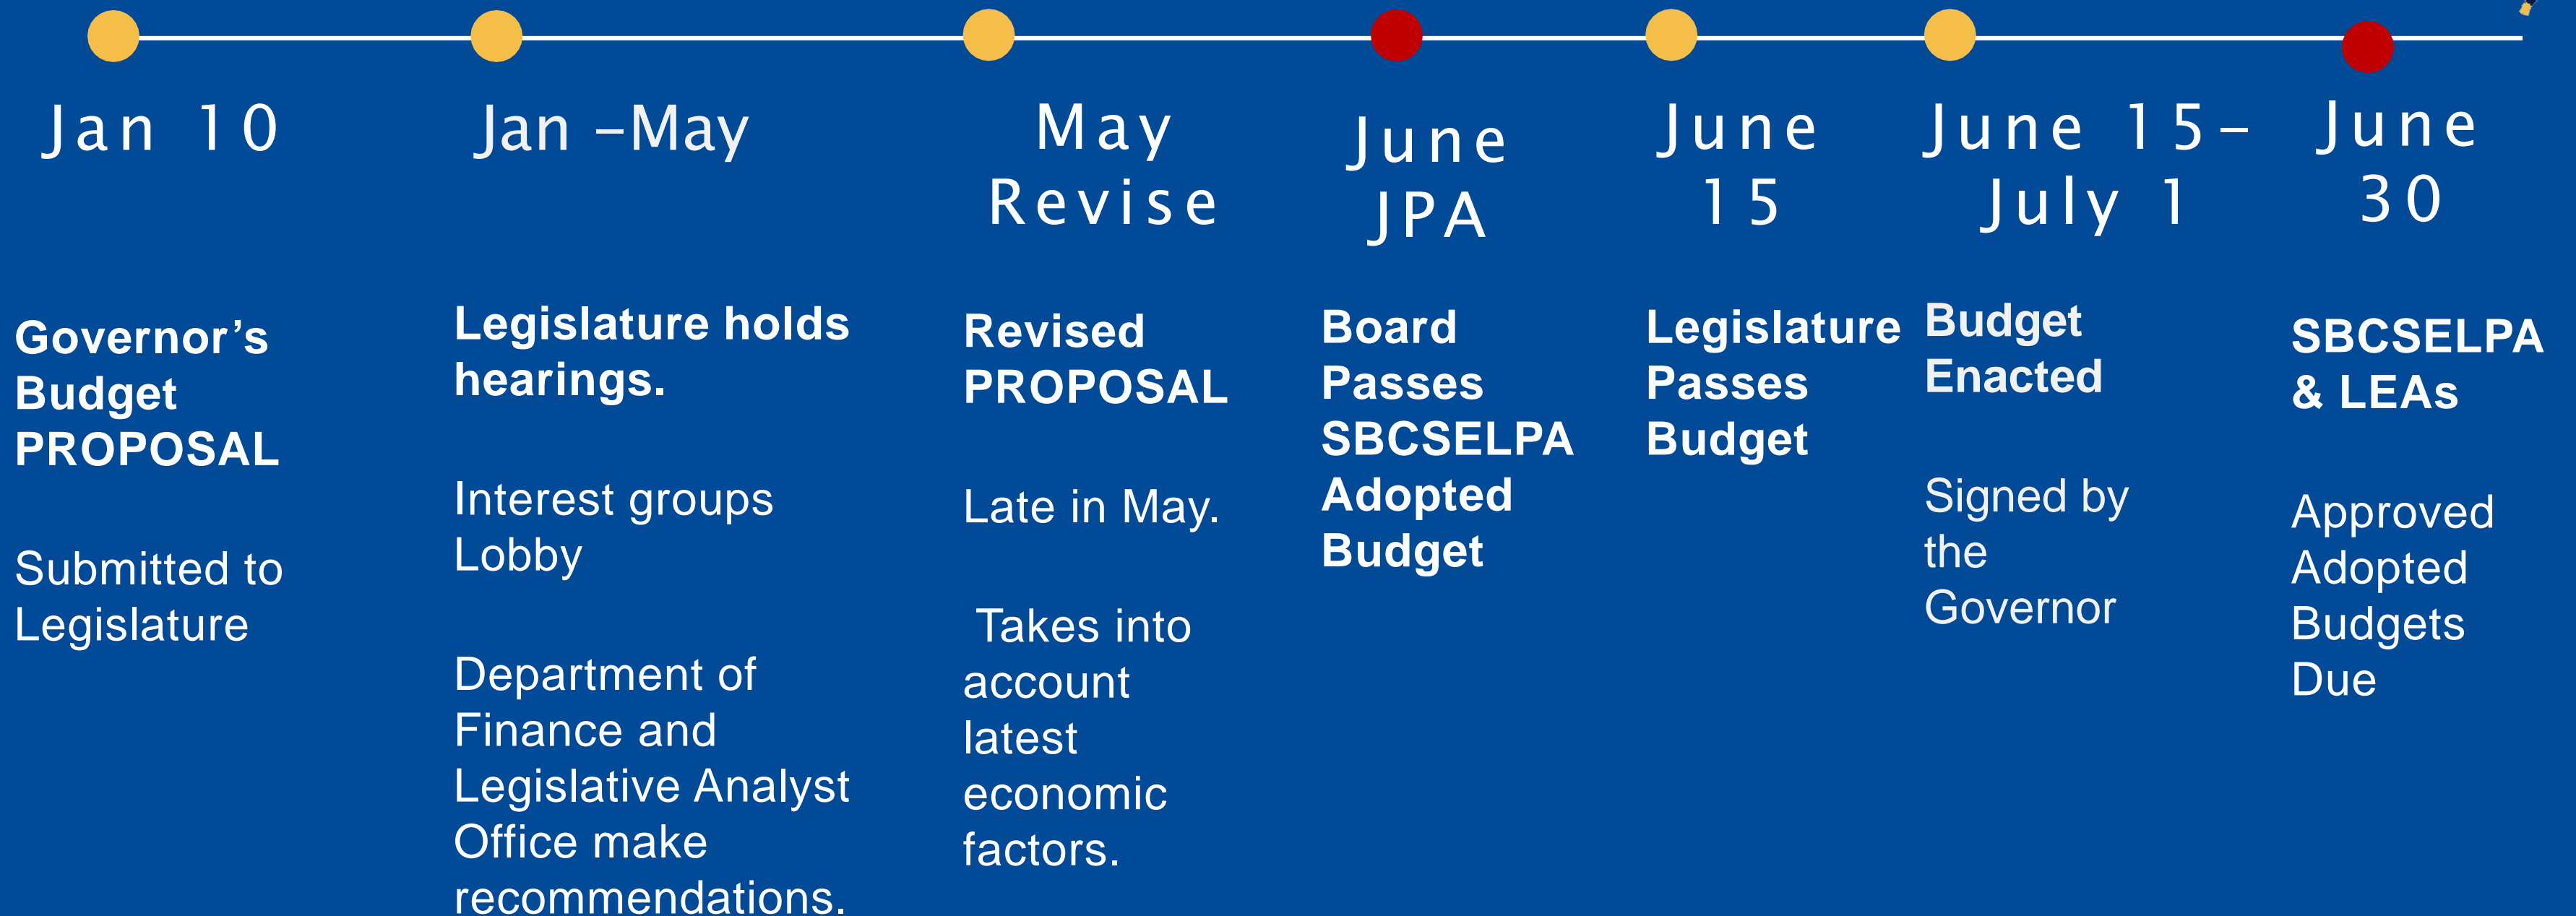 Jan 10
Governor's
Budget
PROPOSAL
Submitted to
Legislature
Jan –May
Legislature holds
hearings.
Interest groups
Lobby
Department of
Finance and
Legislative Analyst
Office make
recommendations.
May
Revise
Revised
PROPOSAL
Late in May.
Takes into
account
latest
economic
factors.
June
JPA
Board
Passes
SBCSELPA
Adopted
Budget
June
15
Legislature
Passes
Budget
June 15–
July 1
Budget
Enacted
Signed by
the
Governor
June
30
SBCSELPA
& LEAs
Approved
Adopted
Budgets
Due